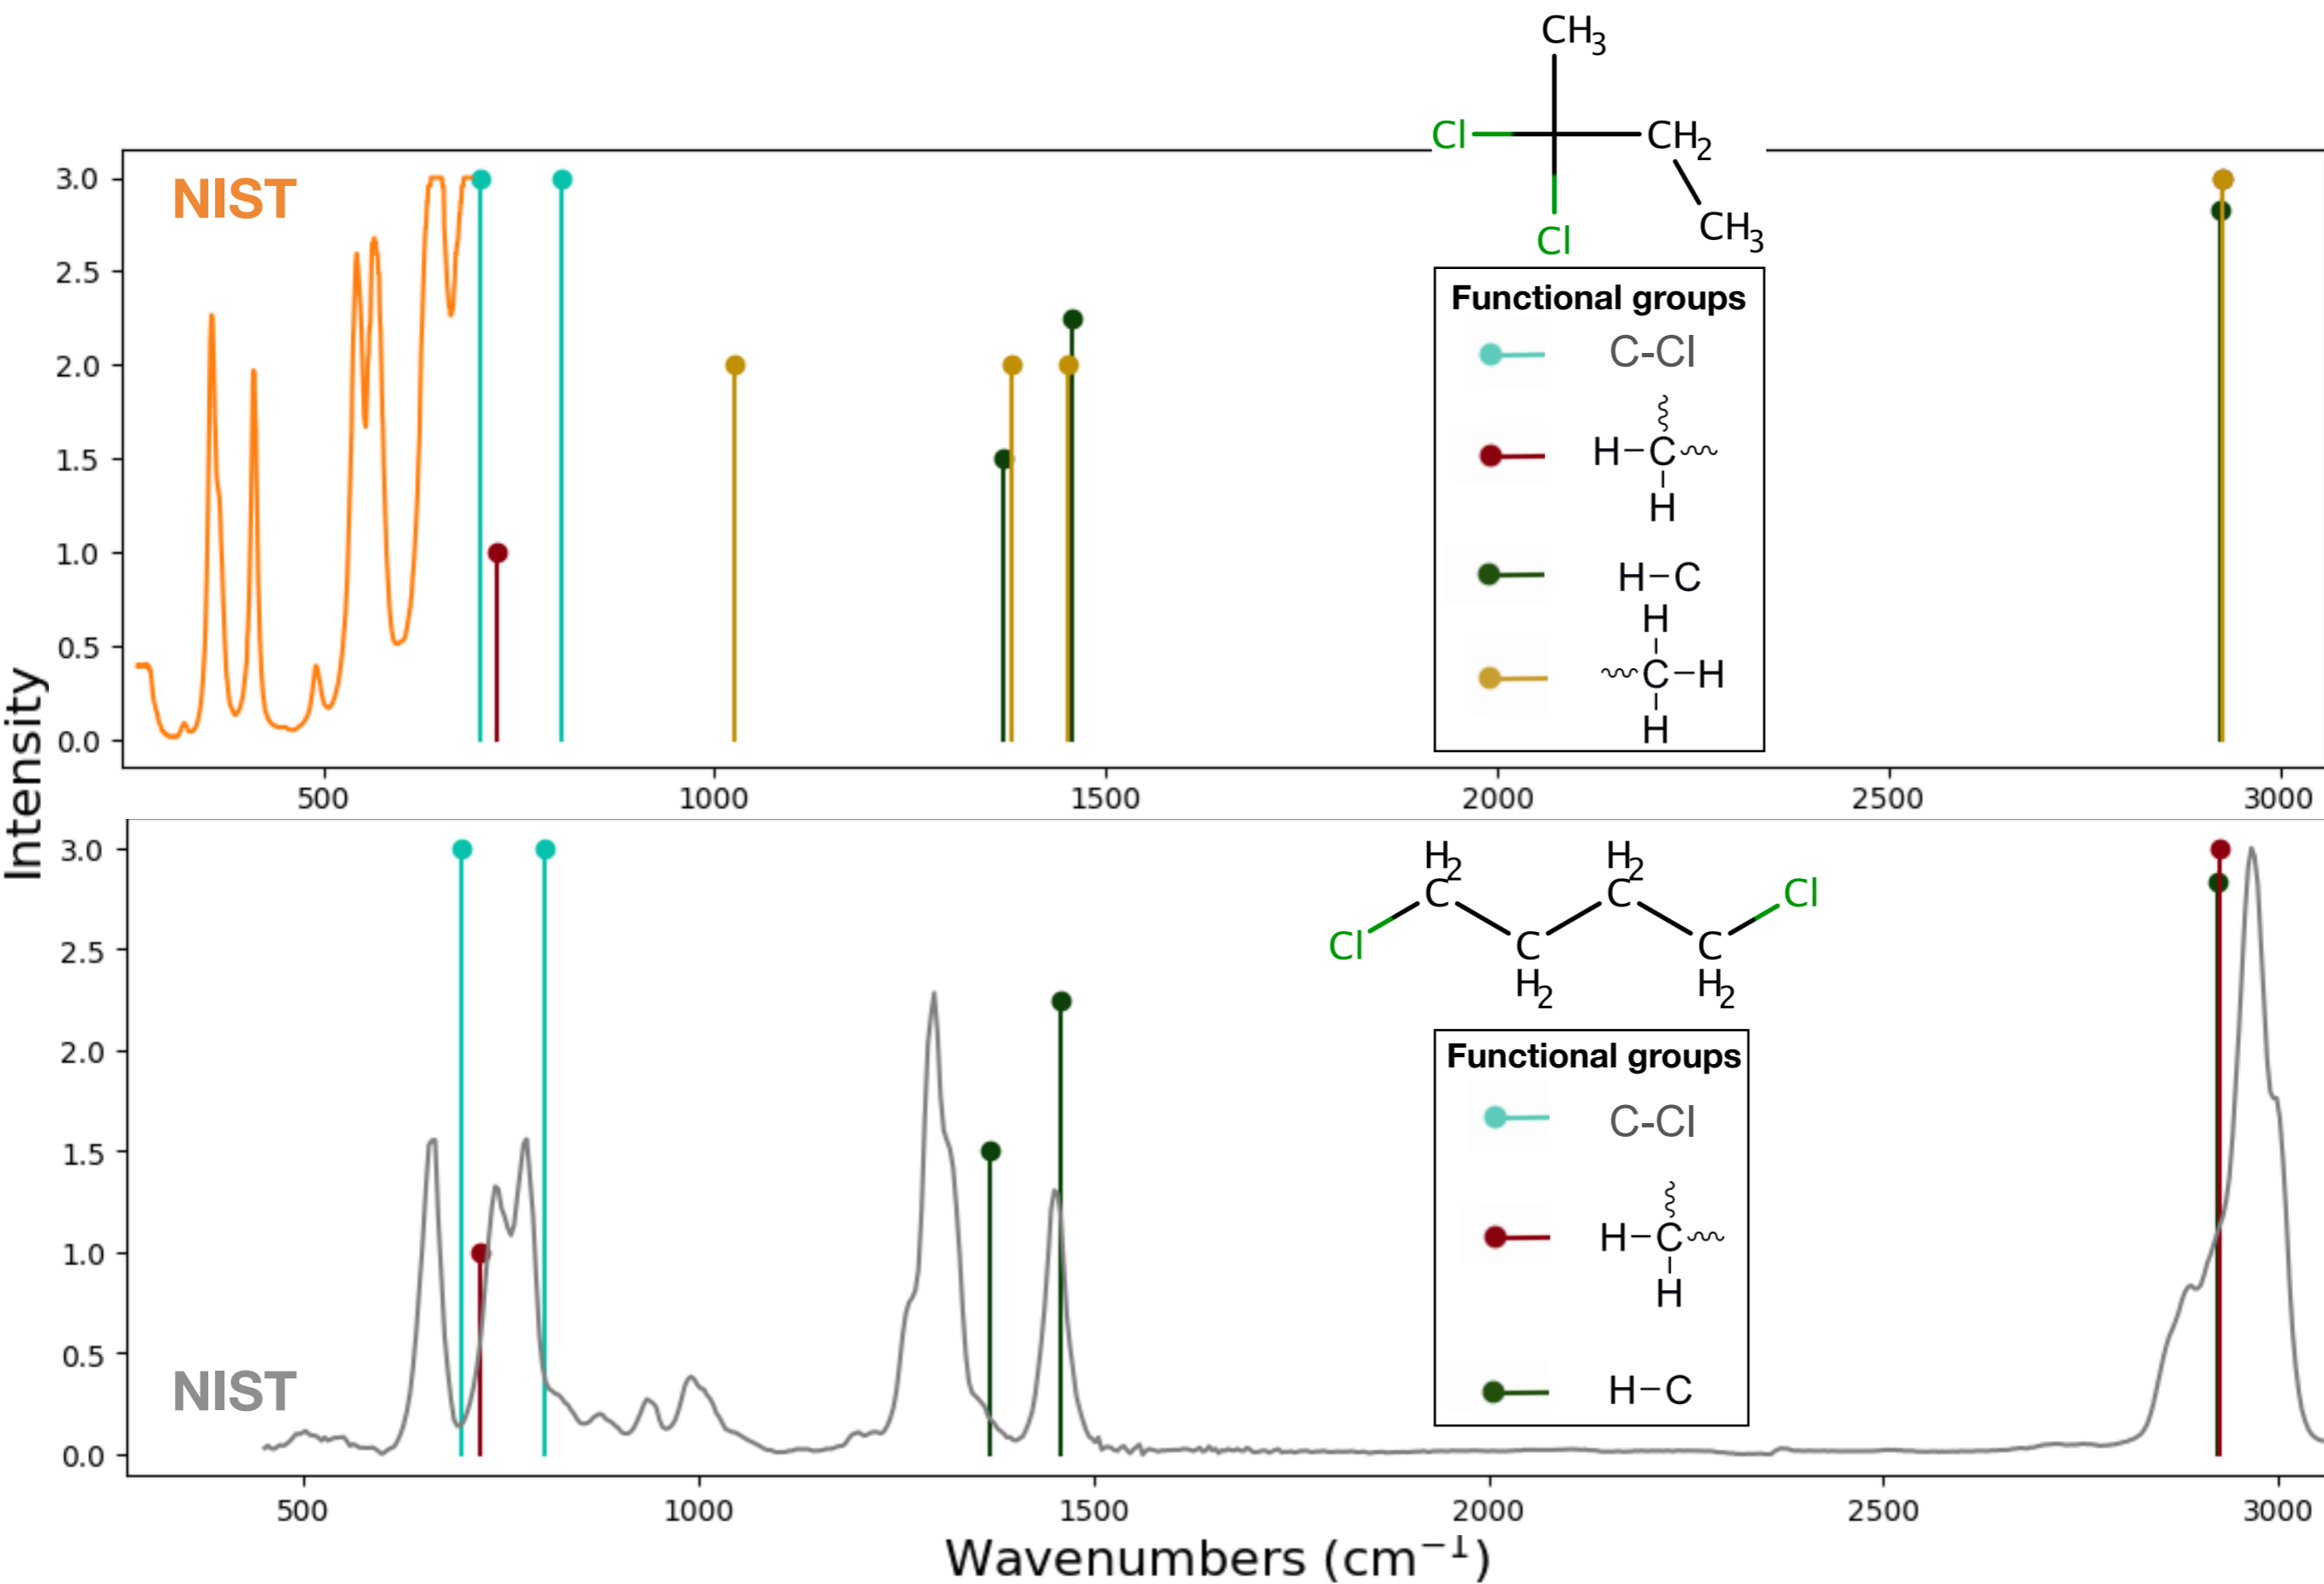 CH3
Cl
CH2
Cl
CH3
NIST
Functional groups
C-Cl
H-C
H
H-C
H
C-H
H
3.0
2.5
2.0
1.5
1.0
0.5
0.0
500 1000 1500 2000 2500 3000
Intensity
3.0
2.5
2.0
1.5
1.0
0.5
0.0
H2
C
H2
C
Cl
Cl
C
H2
C
H2
Functional groups
C-Cl
H-C
H
H-C
NIST
500 1000 1500 2000 2500 3000
Wavenumbers (cm⁻¹)